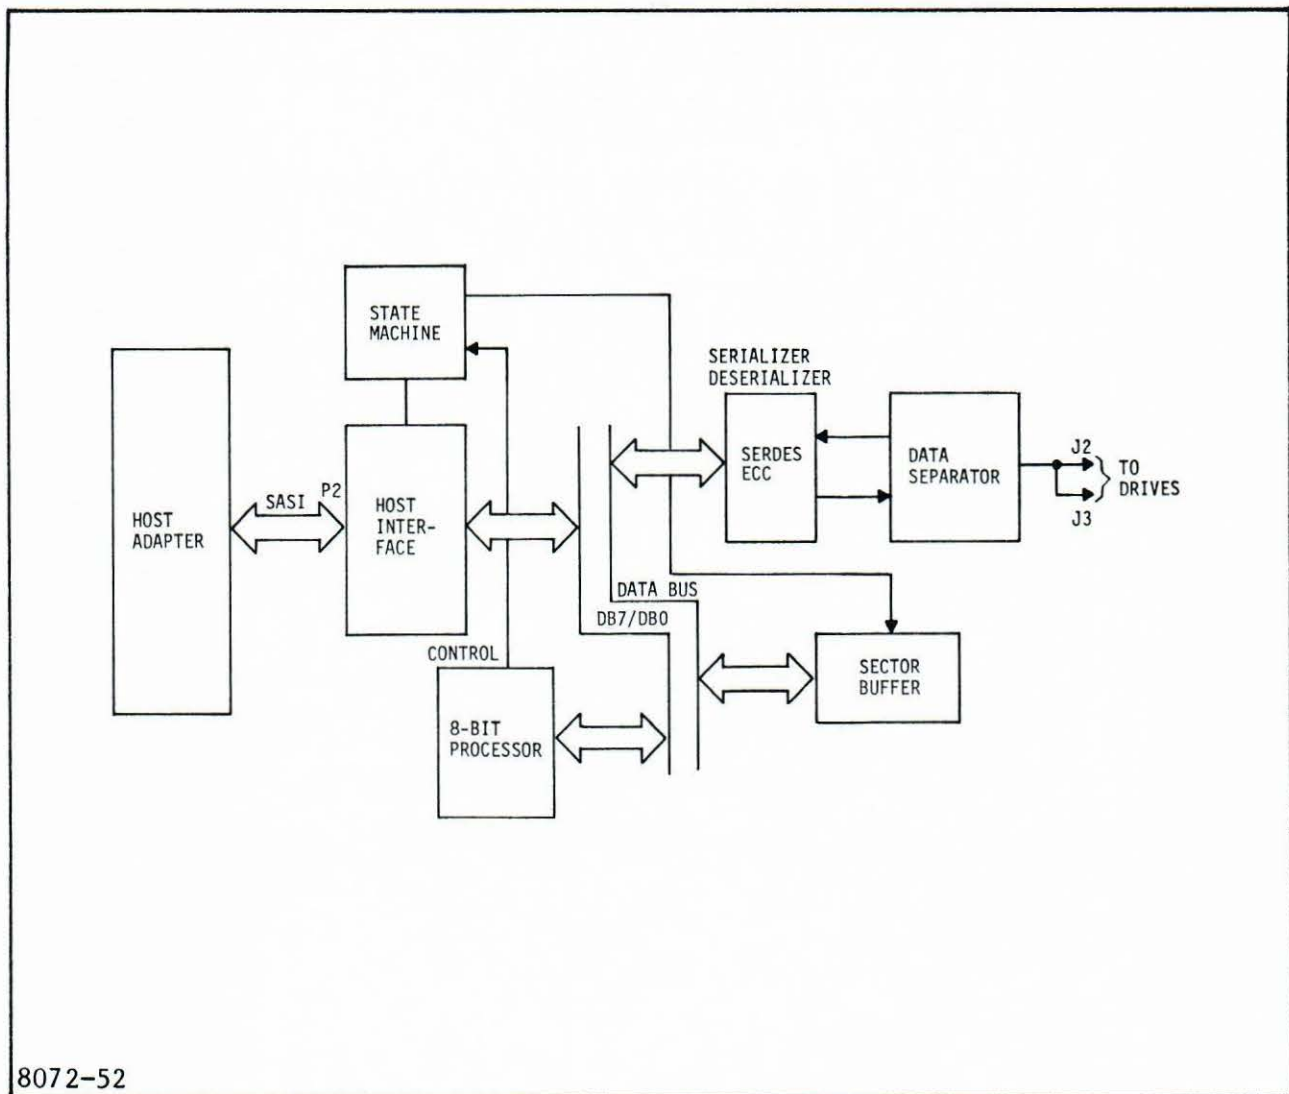 STATE
MACHINE
SERIALIZER
DESERIALIZER
HOST
ADAPTER
SASI
P2
HOST
INTER-
FACE
SERDES
ECC
DATA
SEPARATOR
J2
J3
TO
DRIVES
DATA BUS
DB7/DB0
CONTROL
8-BIT
PROCESSOR
SECTOR
BUFFER
8072-52